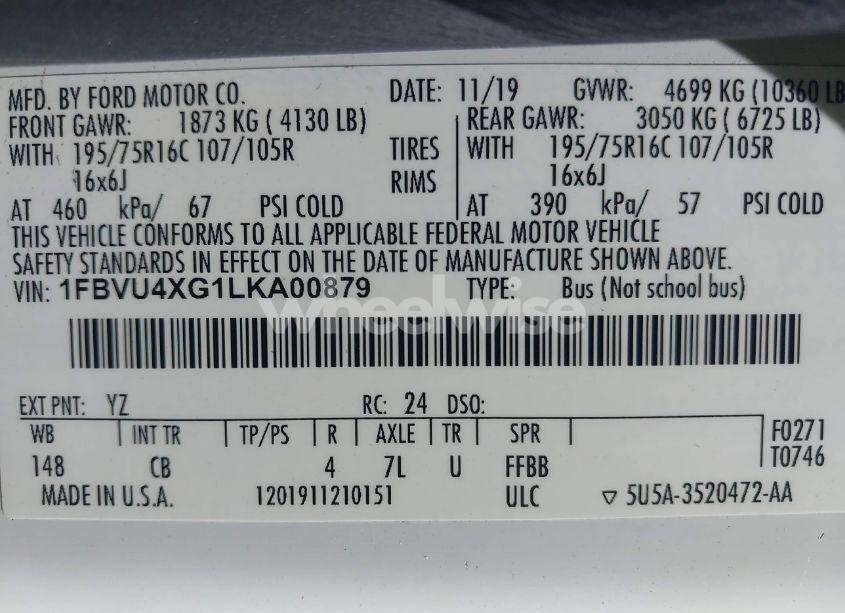 MFD. BY FORD MOTOR CO. DATE: 11/19 GVWR: 4699 KG (10360 LB
FRONT GAWR: 1873 KG ( 4130 LB) REAR GAWR: 3050 KG ( 6725 LB)
WITH 195/75R16C 107/105R TIRES WITH 195/75R16C 107/105R
16x6J RIMS 16x6J
AT 460 kPa/ 67 PSI COLD AT 390 kPa/ 57 PSI COLD
THIS VEHICLE CONFORMS TO ALL APPLICABLE FEDERAL MOTOR VEHICLE
SAFETY STANDARDS IN EFFECT ON THE DATE OF MANUFACTURE SHOWN ABOVE.
VIN: 1FBVU4XG1LKA00879 TYPE: Bus (Not school bus)
wheelwise
EXT PNT: YZ RC: 24 DSO:
WB INT TR TP/PS R AXLE TR SPR F0271
148 CB 4 7L U FFBB T0746
MADE IN U.S.A. 1201911210151 ULC ▽ 5U5A-3520472-AA